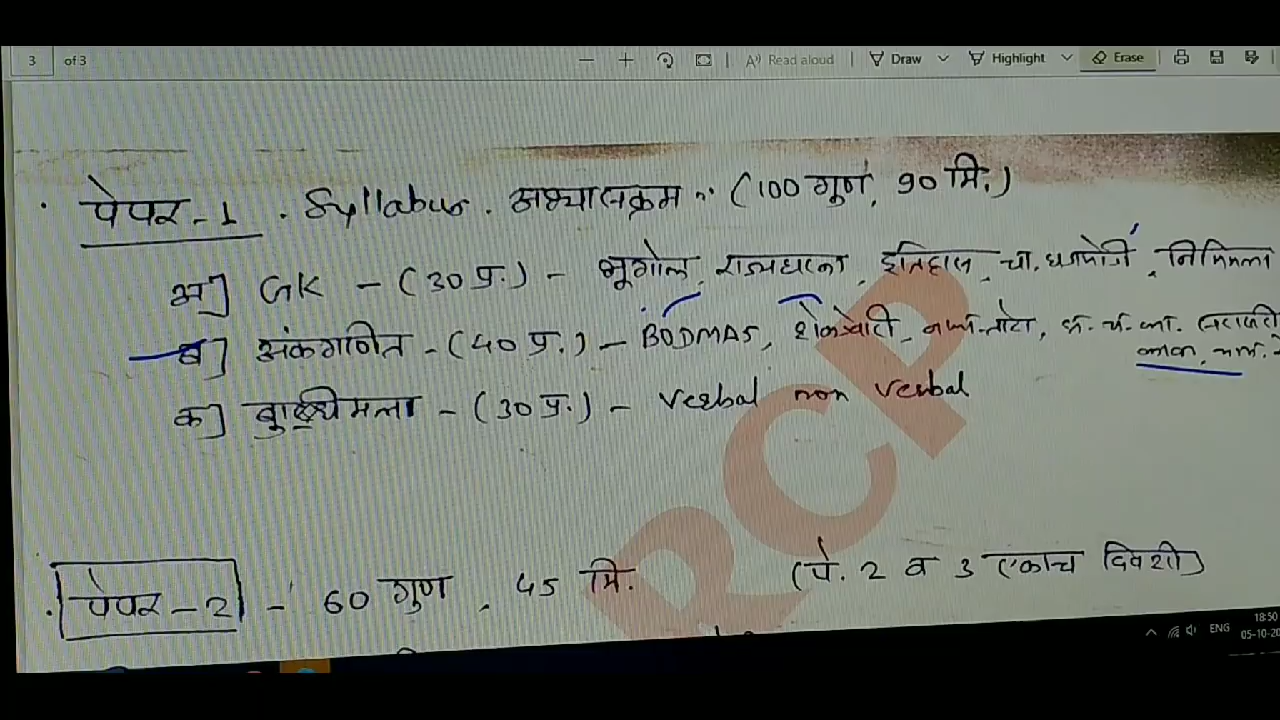 3 of 3 Read aloud Draw Highlight Erase
पेपर-1. Syllabus. अभ्यासक्रम (100 गुण, 90 मि.)
अ] GK - (30 प्र.) - भूगोल, राज्यघटना, इतिहास, चा. घडामोडी,
ब] अंकगणित - (40 प्र.) - BODMAS, शेकडेवारी, नफा-तोटा,
काळ, काम,
क] बुद्धीमत्ता - (30 प्र.) - Verbal non verbal
RCP
पेपर-2 - 60 गुण, 45 मि. (पे. 2 व 3 एकाच दिवशी)
ENG 18:50